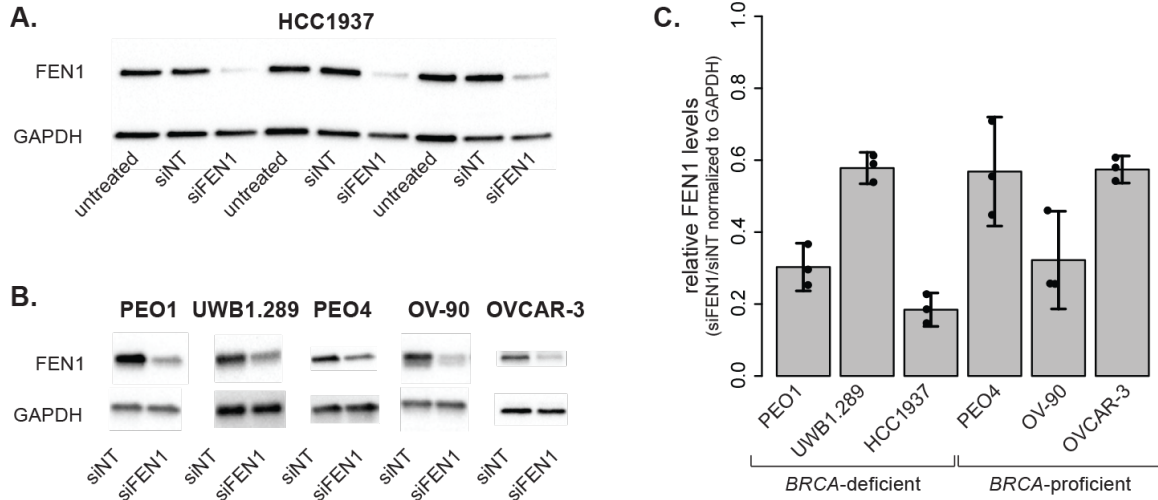 A.
HCC1937
FEN1
GAPDH
untreated
siNT
siFEN1
untreated
siNT
siFEN1
untreated
siNT
siFEN1
B.
PEO1 UWB1.289 PEO4 OV-90 OVCAR-3
FEN1
GAPDH
siNT
siFEN1
siNT
siFEN1
siNT
siFEN1
siNT
siFEN1
siNT
siFEN1
C.
relative FEN1 levels
(siFEN1/siNT normalized to GAPDH)
1.0
0.8
0.6
0.4
0.2
0.0
PEO1
UWB1.289
HCC1937
PEO4
OV-90
OVCAR-3
BRCA-deficient
BRCA-proficient